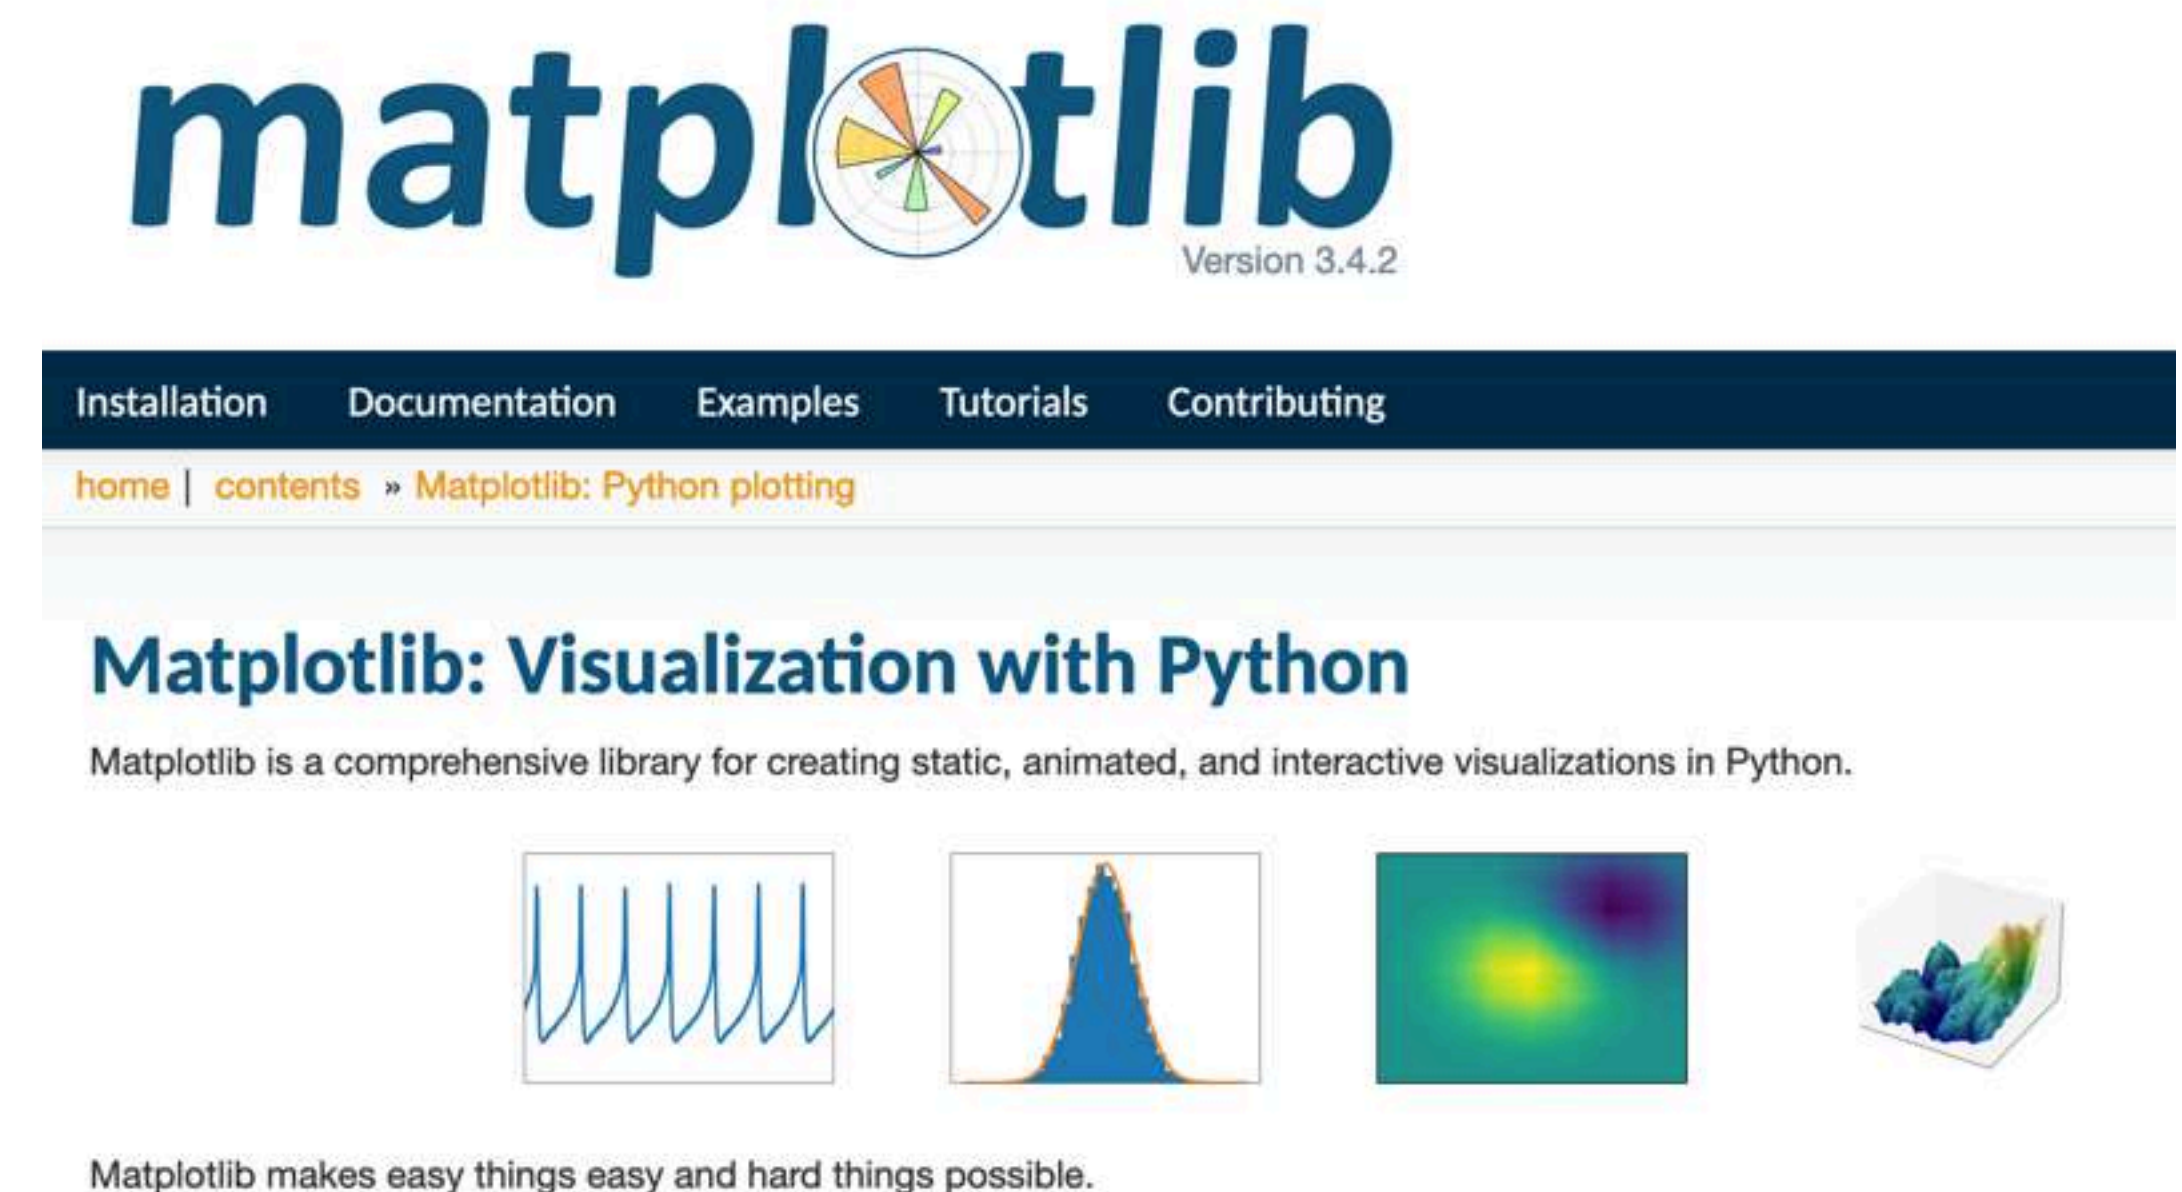 matplotlib
Version 3.4.2
Installation Documentation Examples Tutorials Contributing
home | contents » Matplotlib: Python plotting
Matplotlib: Visualization with Python
Matplotlib is a comprehensive library for creating static, animated, and interactive visualizations in Python.
Matplotlib makes easy things easy and hard things possible.